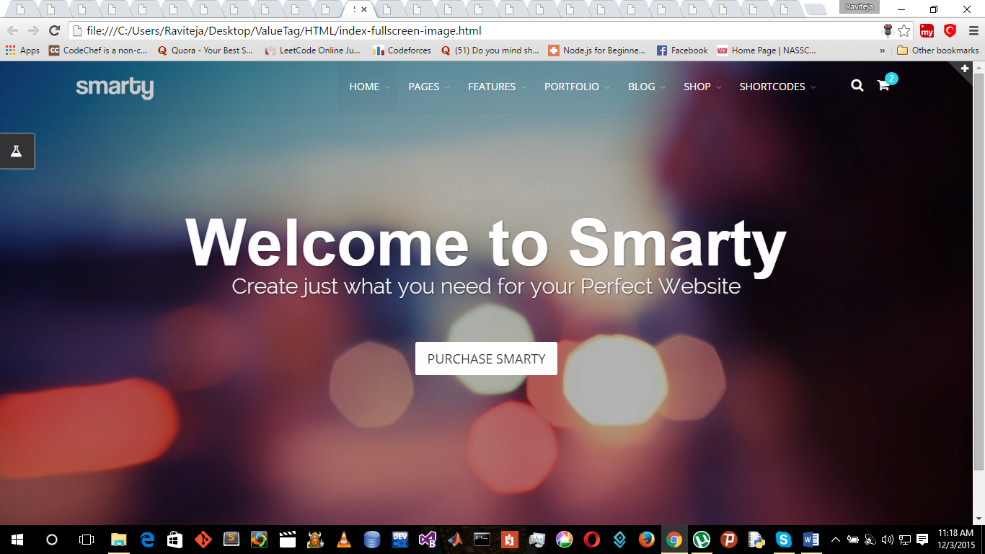 S
Raviteja
file:///C:/Users/Raviteja/Desktop/ValueTag/HTML/index-fullscreen-image.html
Apps CC CodeChef is a non-c... Quora - Your Best S... LeetCode Online Ju... Codeforces (51) Do you mind sh... Node.js for Beginne... Facebook Home Page | NASSC... » Other bookmarks
smarty HOME PAGES FEATURES PORTFOLIO BLOG SHOP SHORTCODES 2
Welcome to Smarty
Create just what you need for your Perfect Website
PURCHASE SMARTY
11:18 AM
12/3/2015